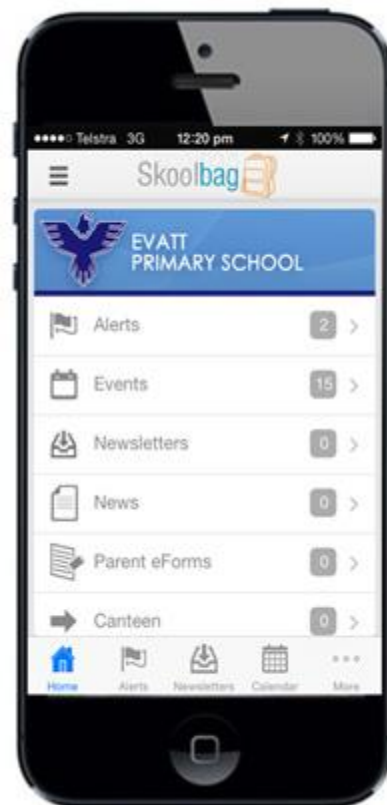 Telstra 3G 12:20 pm 100%
Skoolbag
EVATT
PRIMARY SCHOOL
Alerts 2
Events 15
Newsletters 0
News 0
Parent eForms 0
Canteen 0
Home Alerts Newsletters Calendar More